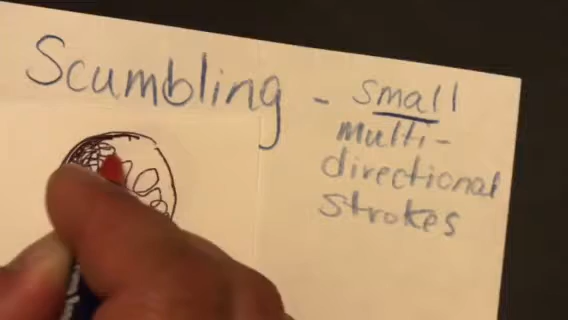 Scumbling - small
multi-
directional
strokes